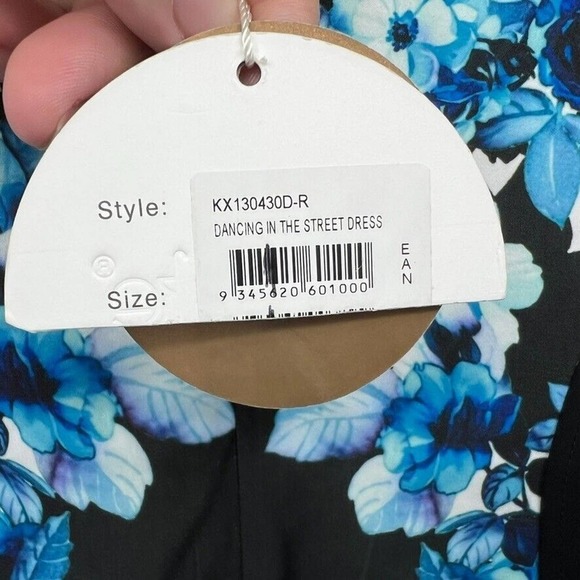 Style: KX130430D-R
DANCING IN THE STREET DRESS
EAN
9 345620 601000
Size: